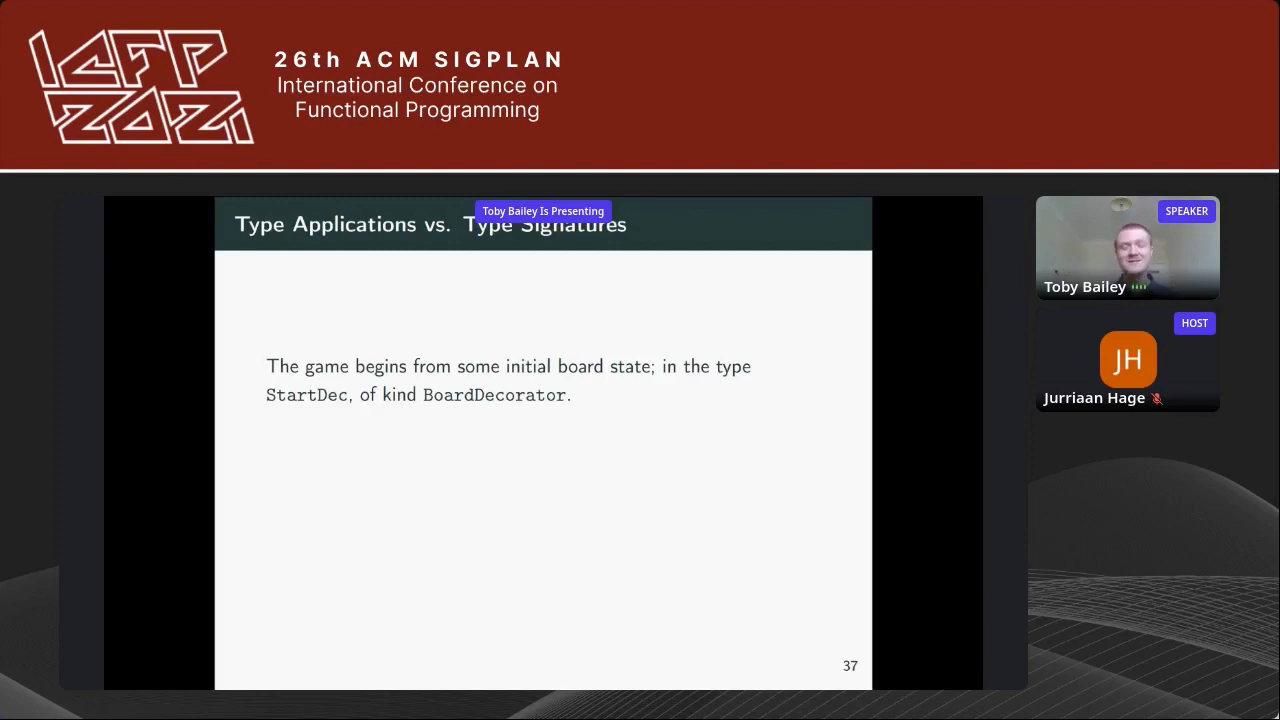 ICFP
2021
26th ACM SIGPLAN
International Conference on
Functional Programming
Toby Bailey Is Presenting
Type Applications vs. Type Signatures
The game begins from some initial board state; in the type
StartDec, of kind BoardDecorator.
37
SPEAKER
Toby Bailey
HOST
JH
Jurriaan Hage